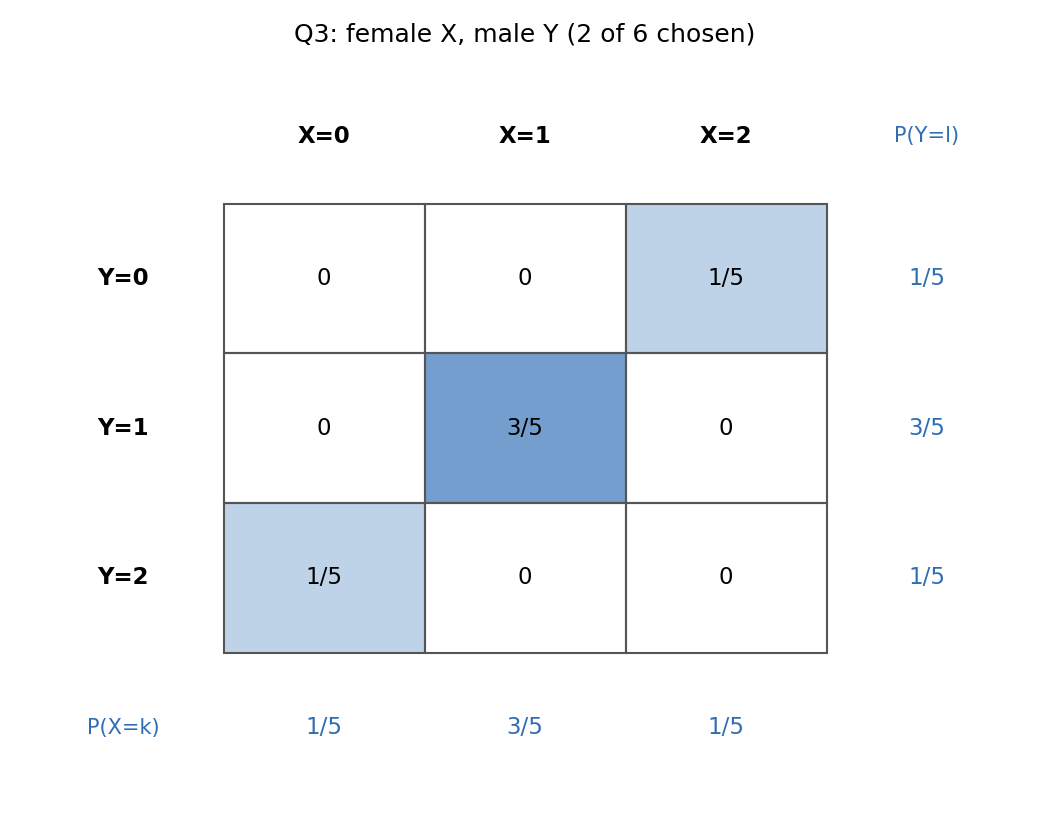 Q3: female X, male Y (2 of 6 chosen)
X=0 X=1 X=2 P(Y=l)
Y=0 0 0 1/5 1/5
Y=1 0 3/5 0 3/5
Y=2 1/5 0 0 1/5
P(X=k) 1/5 3/5 1/5